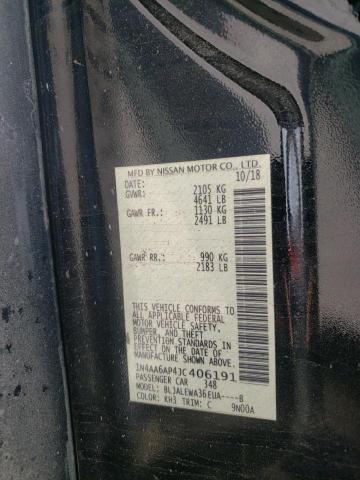 MFD BY NISSAN MOTOR CO., LTD.
DATE: 10/18
GVWR: 2105 KG
4641 LB
GAWR FR.: 1130 KG
2491 LB
GAWR RR.: 990 KG
2183 LB
THIS VEHICLE CONFORMS TO
ALL APPLICABLE FEDERAL
MOTOR VEHICLE SAFETY,
BUMPER, AND THEFT
PREVENTION STANDARDS IN
EFFECT ON THE DATE OF
MANUFACTURE SHOWN ABOVE.
1N4AA6AP4JC406191
PASSENGER CAR 348
MODEL: BLJALEWA36EUA----B
COLOR: KH3 TRIM: C 9N00A